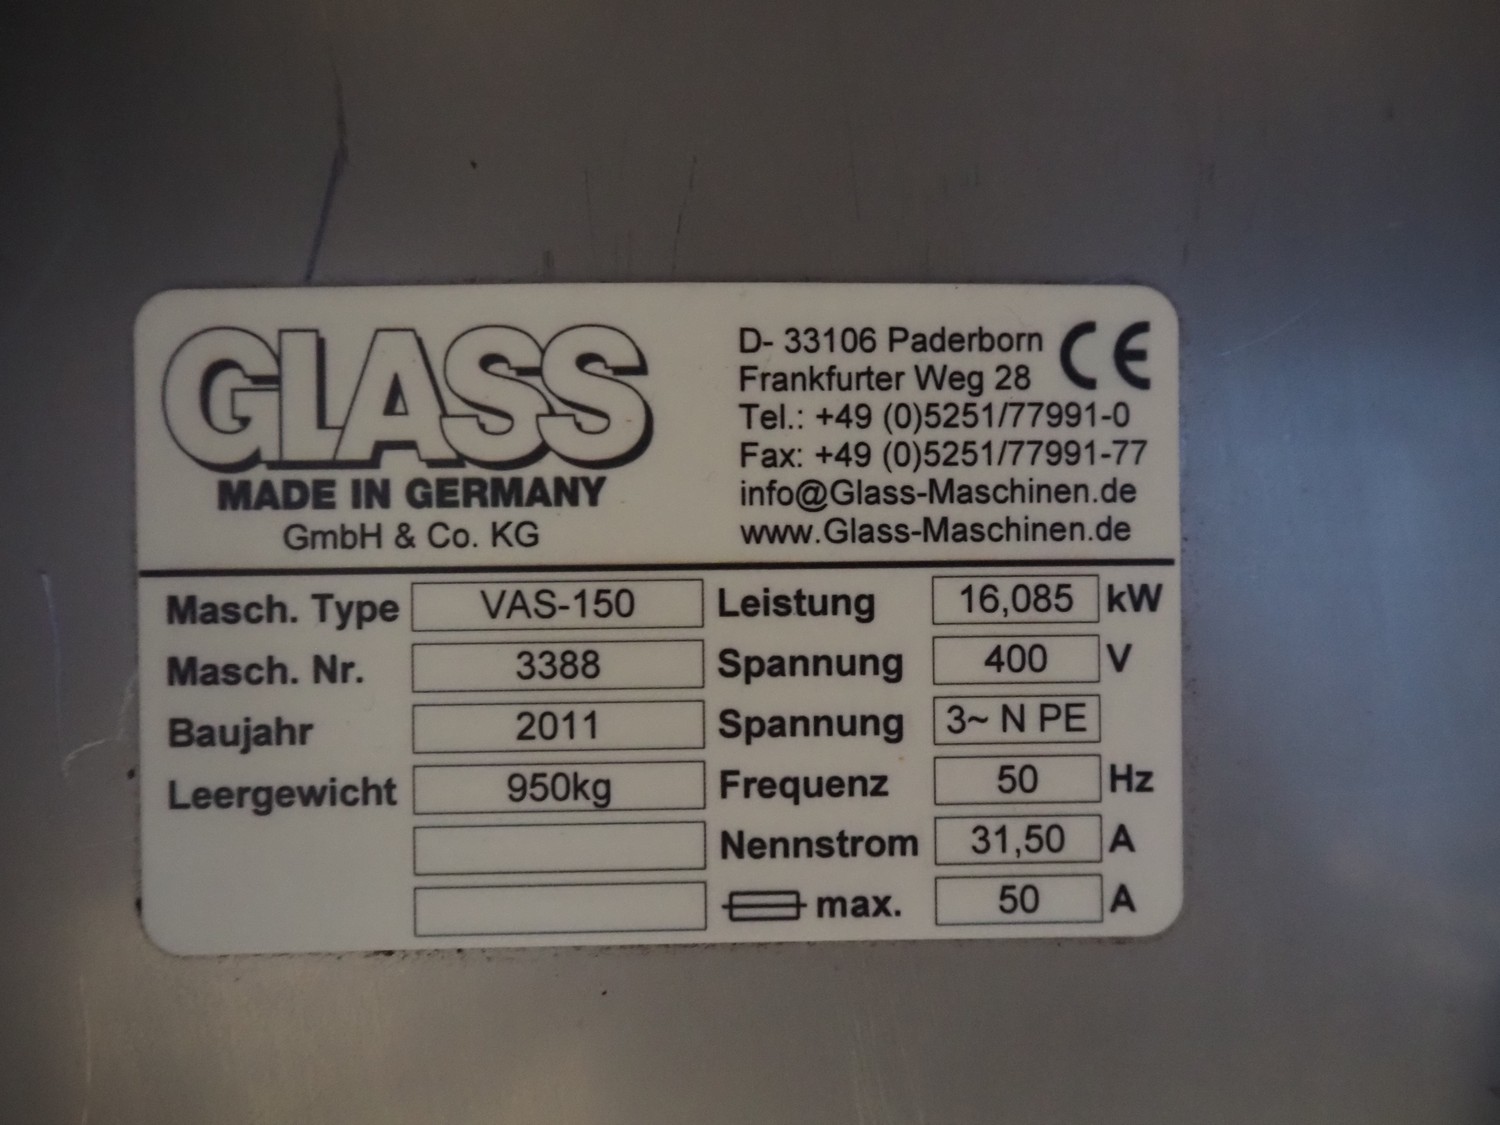 GLASS
MADE IN GERMANY
GmbH & Co. KG
D- 33106 Paderborn CE
Frankfurter Weg 28
Tel.: +49 (0)5251/77991-0
Fax: +49 (0)5251/77991-77
info@Glass-Maschinen.de
www.Glass-Maschinen.de
Masch. Type VAS-150 Leistung 16,085 kW
Masch. Nr. 3388 Spannung 400 V
Baujahr 2011 Spannung 3~ N PE
Leergewicht 950kg Frequenz 50 Hz
Nennstrom 31,50 A
max. 50 A